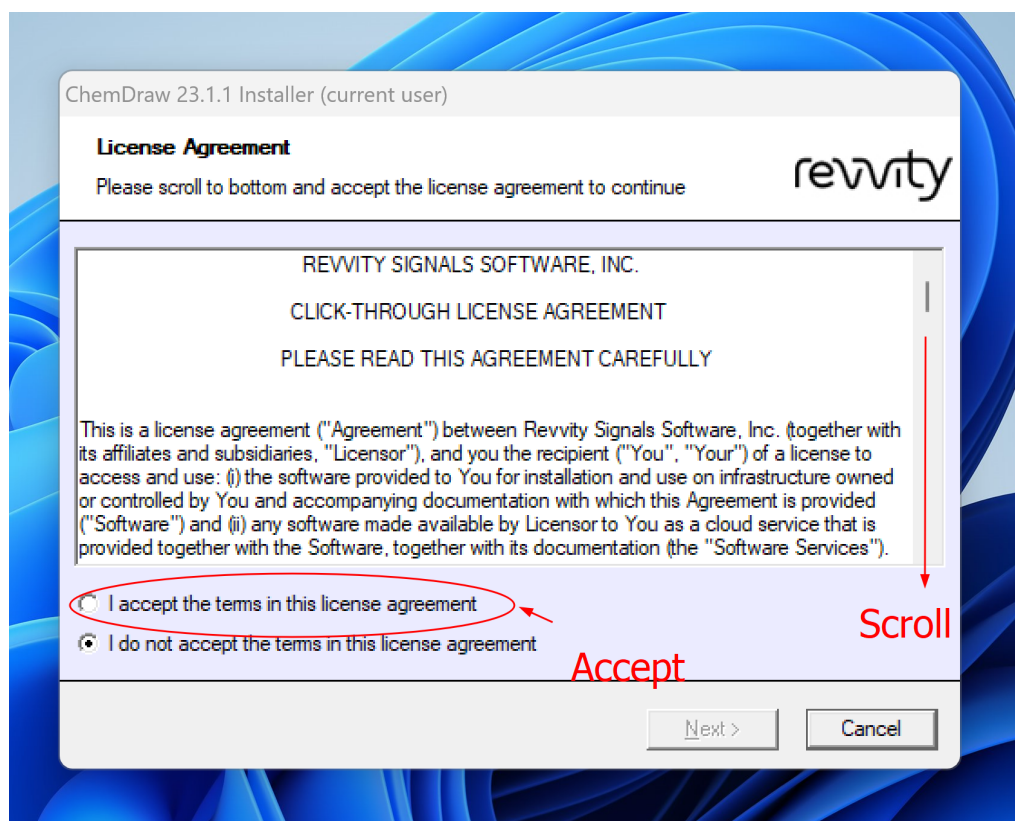 ChemDraw 23.1.1 Installer (current user)
License Agreement
Please scroll to bottom and accept the license agreement to continue
revvity
REVVITY SIGNALS SOFTWARE, INC.
CLICK-THROUGH LICENSE AGREEMENT
PLEASE READ THIS AGREEMENT CAREFULLY
This is a license agreement ("Agreement") between Revvity Signals Software, Inc. (together with
its affiliates and subsidiaries, "Licensor"), and you the recipient ("You", "Your") of a license to
access and use: (i) the software provided to You for installation and use on infrastructure owned
or controlled by You and accompanying documentation with which this Agreement is provided
("Software") and (ii) any software made available by Licensor to You as a cloud service that is
provided together with the Software, together with its documentation (the "Software Services").
I accept the terms in this license agreement
Scroll
I do not accept the terms in this license agreement
Accept
Next >
Cancel